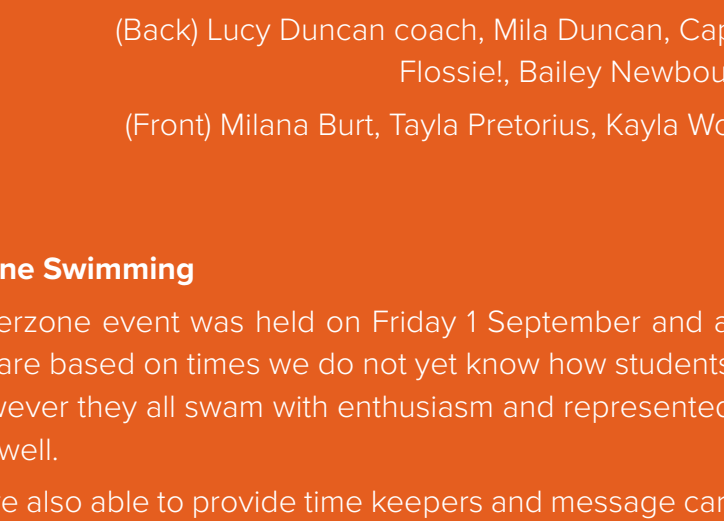 (Back) Lucy Duncan coach, Mila Duncan, Cap
Flossie!, Bailey Newbou
(Front) Milana Burt, Tayla Pretorius, Kayla Wo
ne Swimming
erzone event was held on Friday 1 September and a
are based on times we do not yet know how students
wever they all swam with enthusiasm and represented
well.
e also able to provide time keepers and message car